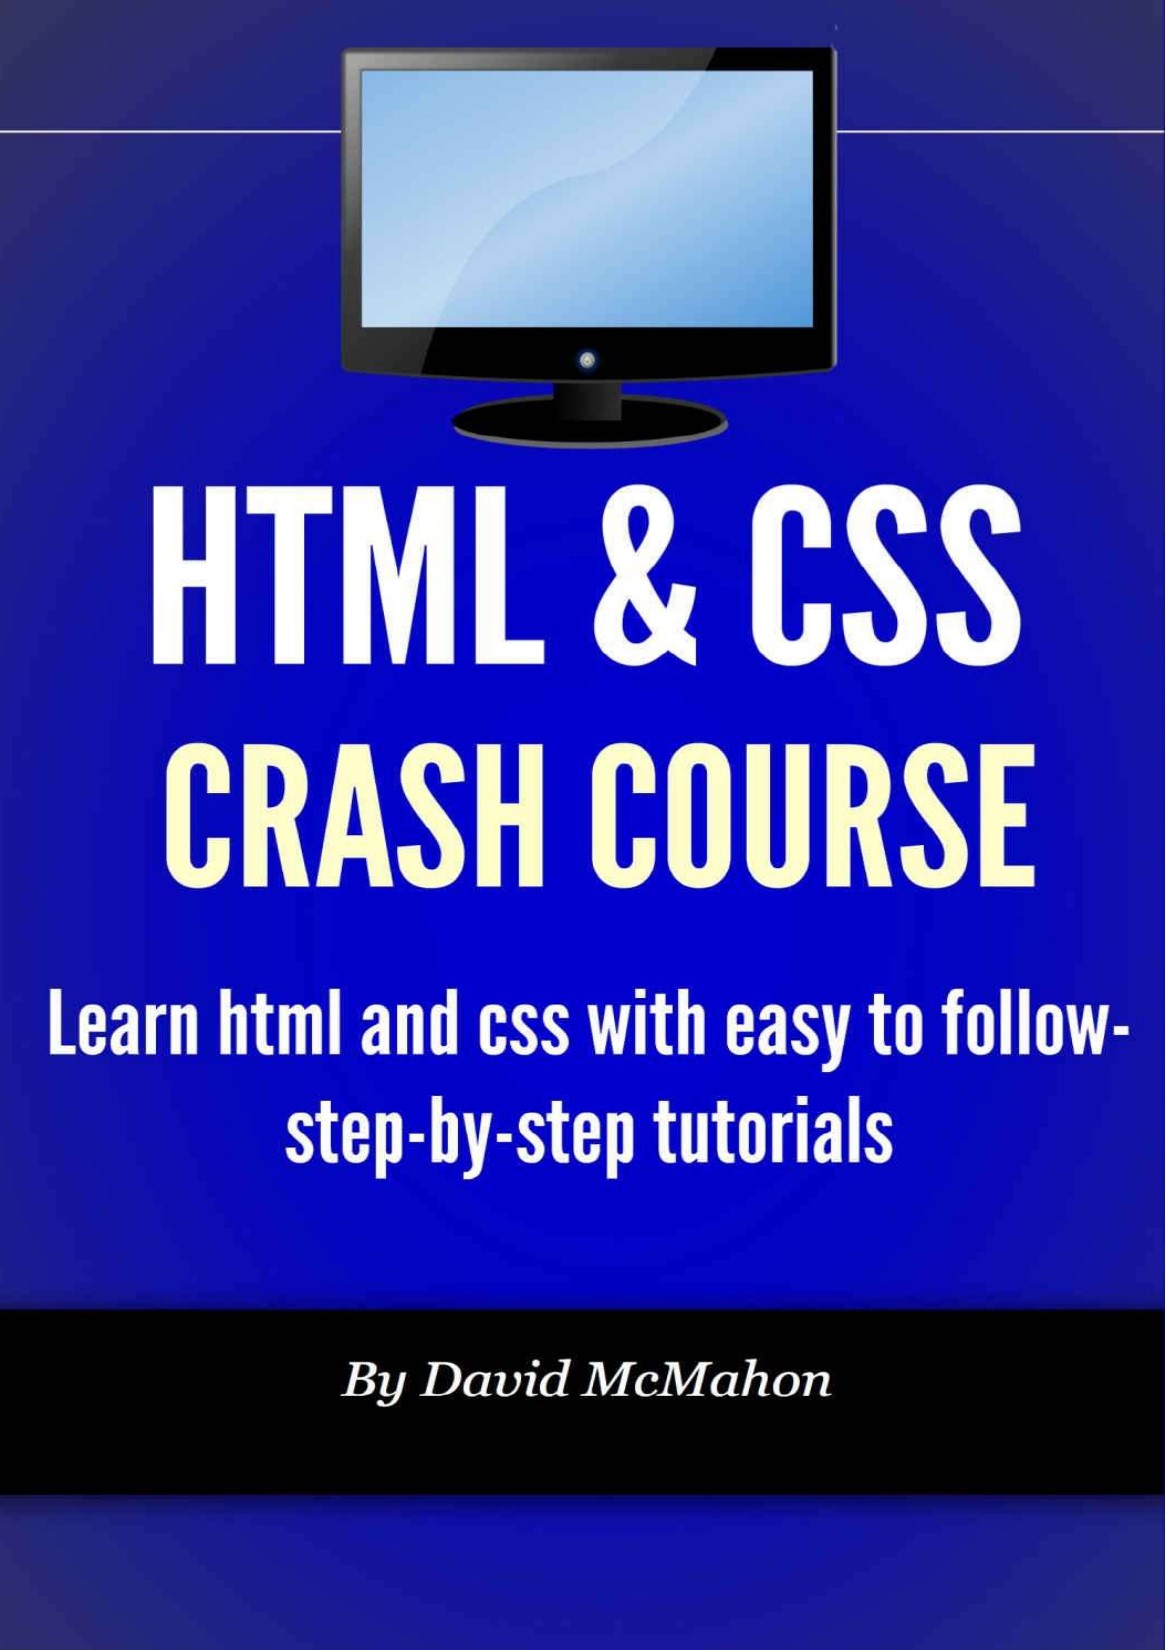 HTML & CSS
CRASH COURSE
Learn html and css with easy to follow-
step-by-step tutorials
By David McMahon